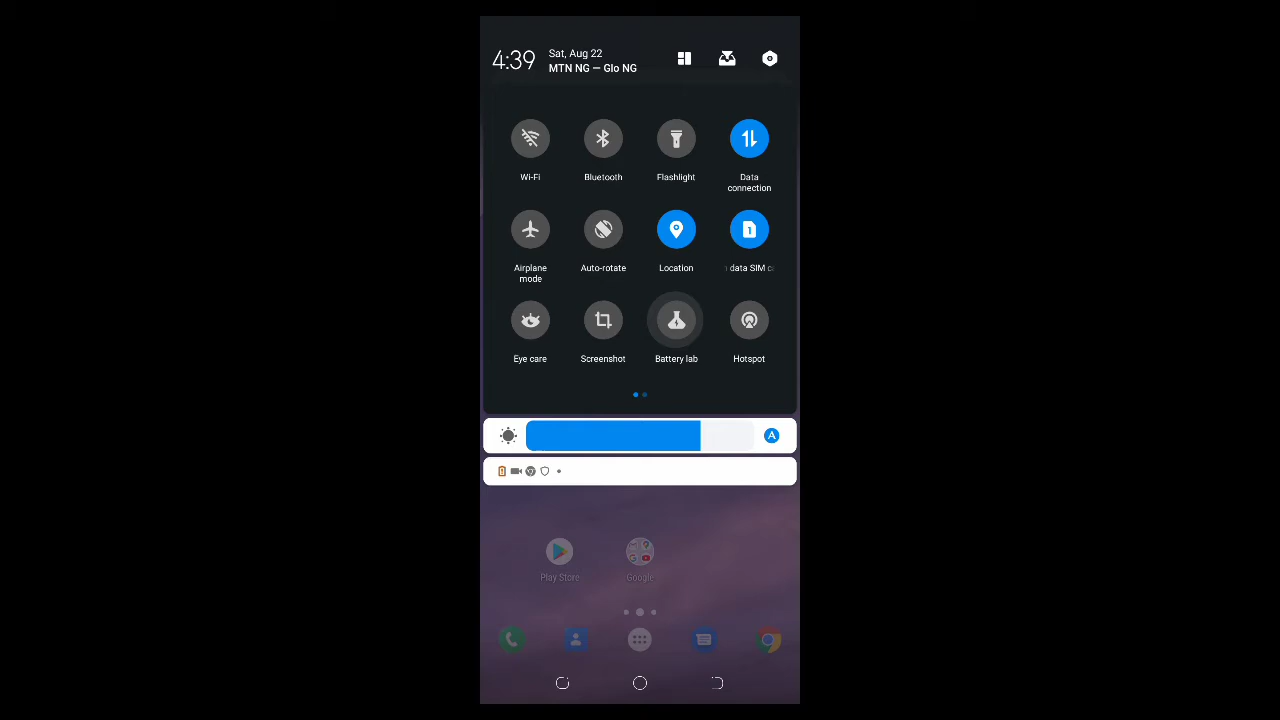 4:39
Sat, Aug 22
MTN NG — Glo NG
Wi-Fi
Bluetooth
Flashlight
Data
connection
Airplane
mode
Auto-rotate
Location
data SIM
Eye care
Screenshot
Battery lab
Hotspot
A
Play Store
Google